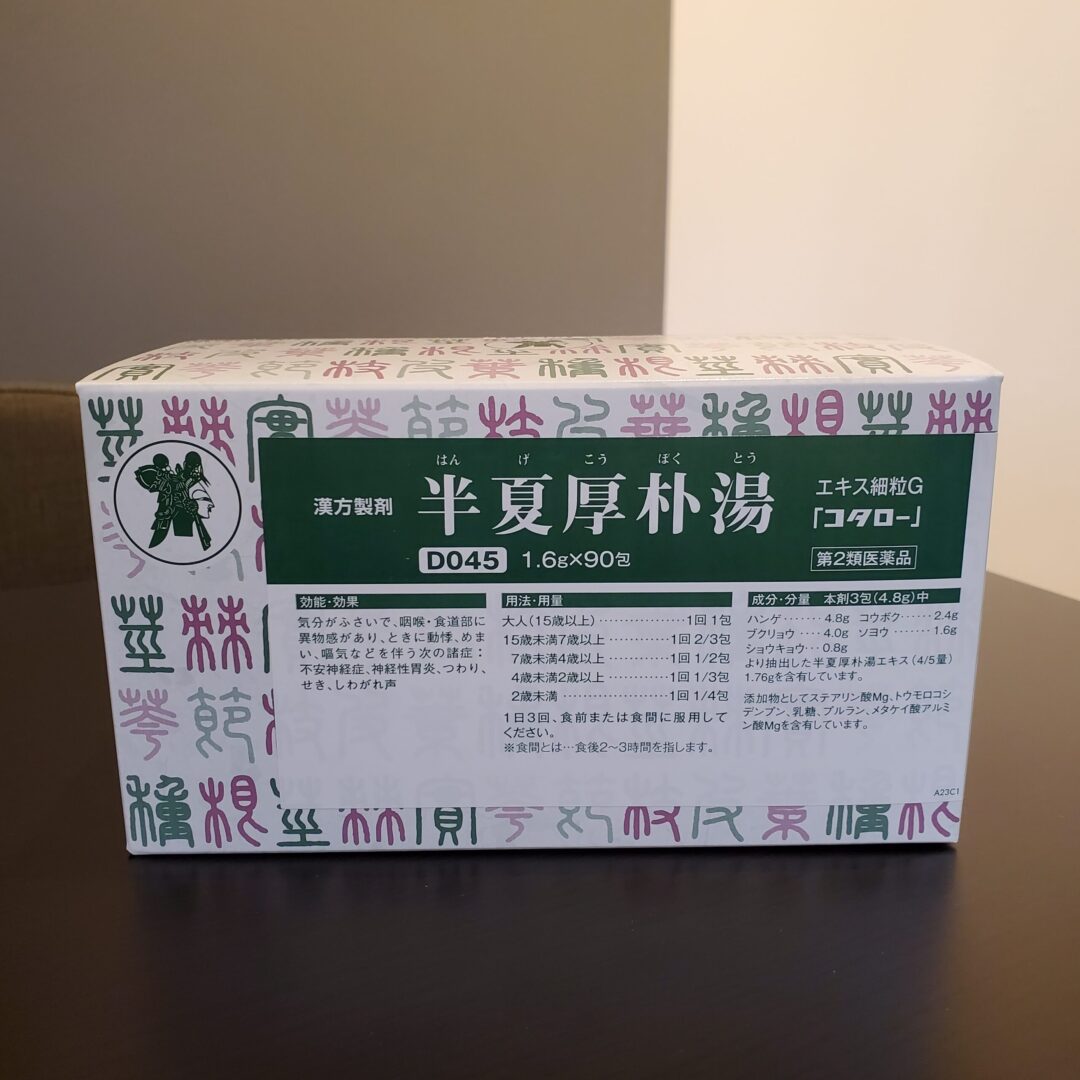 はん げ こう ぼく とう
漢方製剤 半夏厚朴湯 エキス細粒G
「コタロー」
D045 1.6g×90包 第2類医薬品
効能・効果
気分がふさいで、咽喉・食道部に
異物感があり、ときに動悸、めま
い、嘔気などを伴う次の諸症：
不安神経症、神経性胃炎、つわり、
せき、しわがれ声
用法・用量
大人(15歳以上)……………1回 1包
15歳未満7歳以上…………1回 2/3包
7歳未満4歳以上…………1回 1/2包
4歳未満2歳以上…………1回 1/3包
2歳未満……………………1回 1/4包
1日3回、食前または食間に服用して
ください。
※食間とは…食後2〜3時間を指します。
成分・分量 本剤3包(4.8g)中
ハンゲ………4.8g コウボク……2.4g
ブクリョウ……4.0g ソヨウ………1.6g
ショウキョウ…0.8g
より抽出した半夏厚朴湯エキス(4/5量)
1.76gを含有しています。
添加物としてステアリン酸Mg、トウモロコシ
デンプン、乳糖、プルラン、メタケイ酸アルミ
ン酸Mgを含有しています。
A23C1